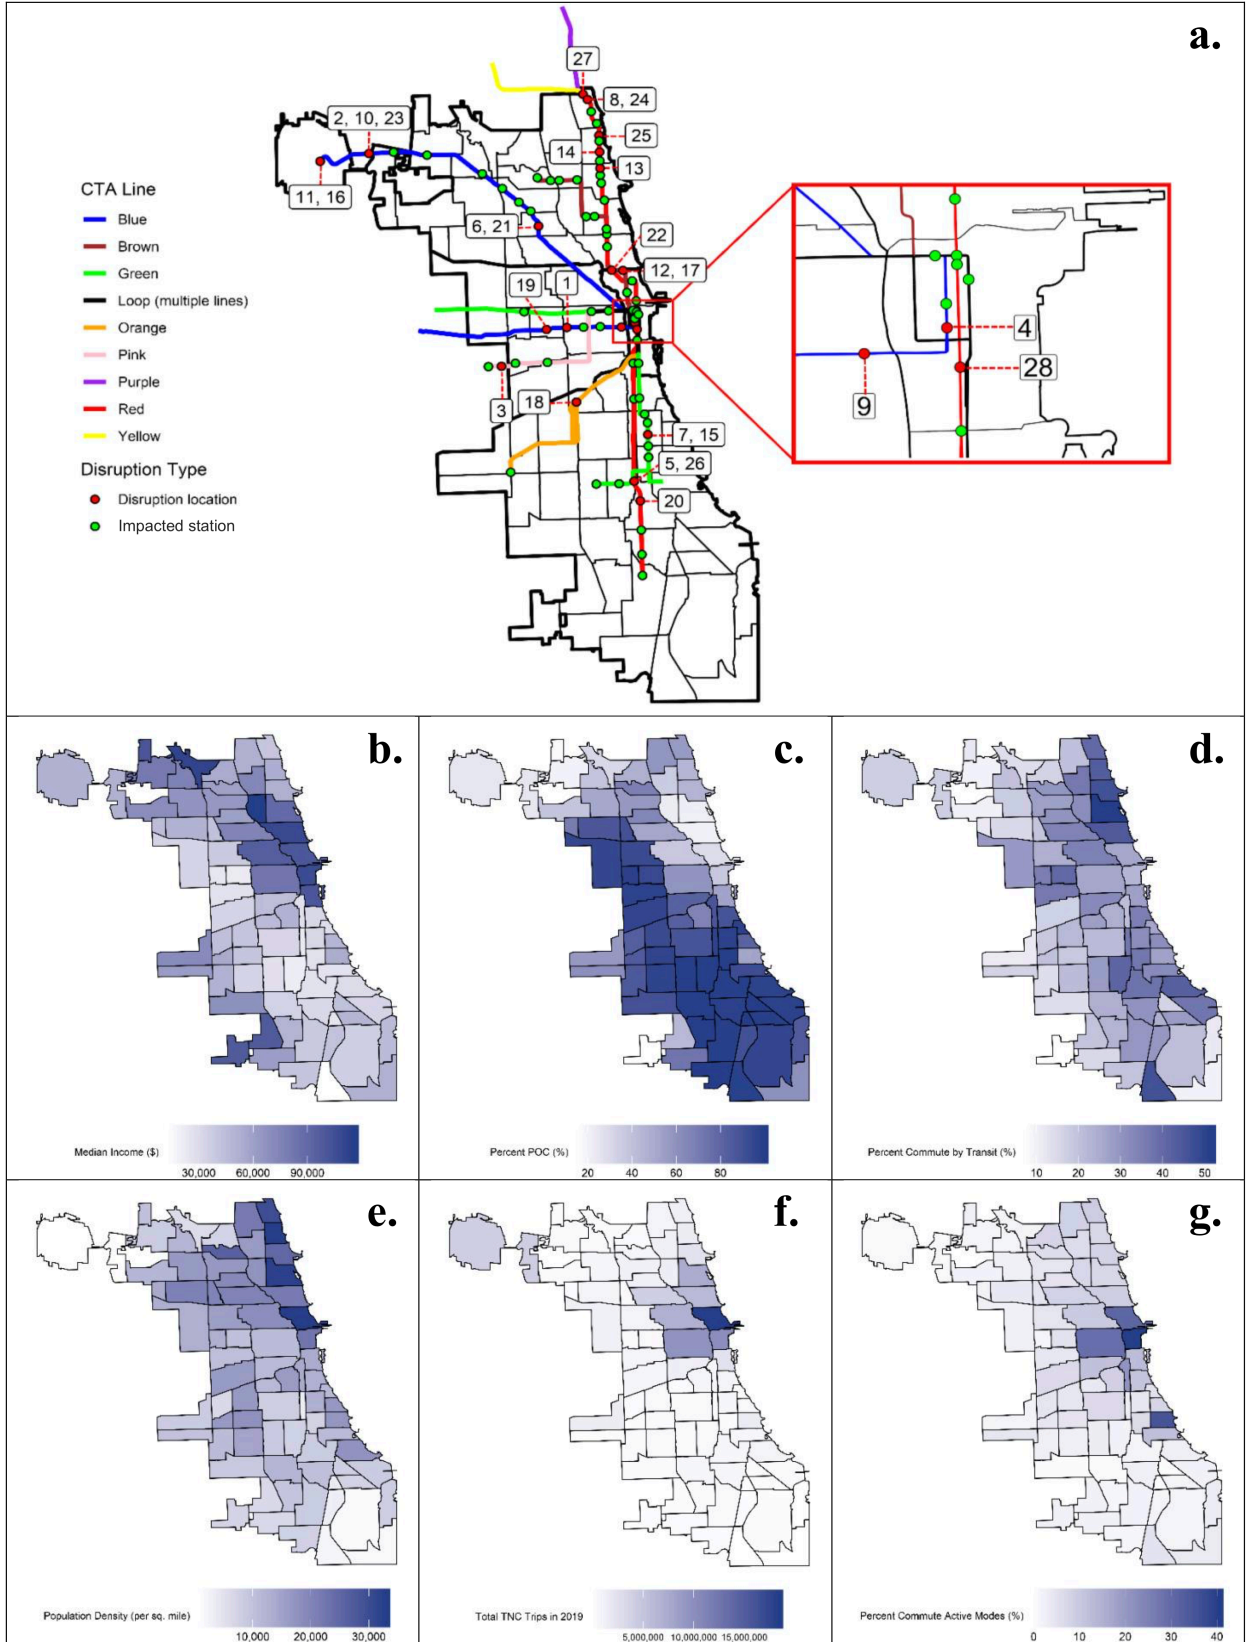 a.
27
8, 24
2, 10, 23
25
14
13
11, 16
CTA Line
Blue
Brown
Green
Loop (multiple lines)
Orange
Pink
Purple
Red
Yellow
Disruption Type
Disruption location
Impacted station
6, 21
22
12, 17
19
1
4
28
9
3
18
7, 15
5, 26
20
b.
Median Income ($)
30,000 60,000 90,000
c.
Percent POC (%)
20 40 60 80
d.
Percent Commute by Transit (%)
10 20 30 40 50
e.
Population Density (per sq. mile)
10,000 20,000 30,000
f.
Total TNC Trips in 2019
5,000,000 10,000,000 15,000,000
g.
Percent Commute Active Modes (%)
0 10 20 30 40